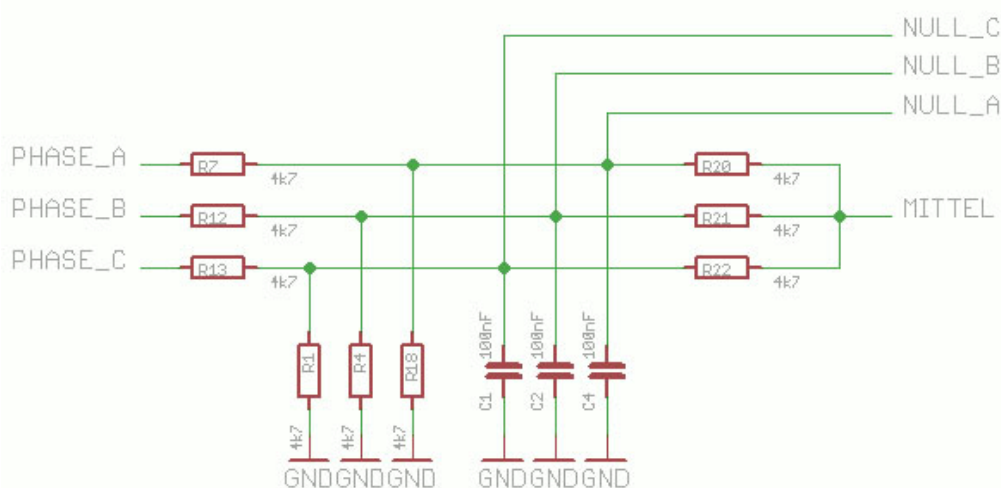 NULL_C
NULL_B
NULL_A
PHASE_A
R7
4k7
R20
4k7
PHASE_B
R12
4k7
R21
4k7
MITTEL
PHASE_C
R13
4k7
R22
4k7
R1
4k7
R4
4k7
R18
4k7
100nF
C1
100nF
C2
100nF
C4
GND
GND
GND
GND
GND
GND